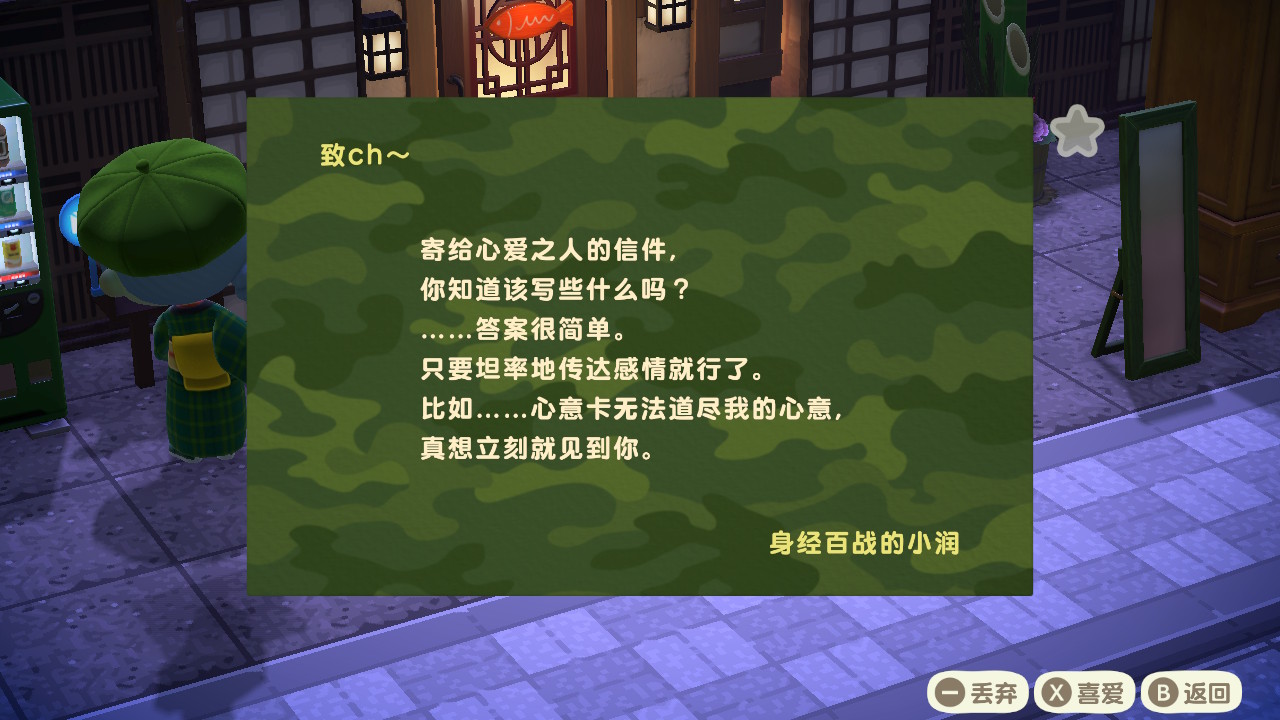 致ch～
寄给心爱之人的信件，
你知道该写些什么吗？
……答案很简单。
只要坦率地传达感情就行了。
比如……心意卡无法道尽我的心意，
真想立刻就见到你。
身经百战的小润
丢弃
X 喜爱
B 返回